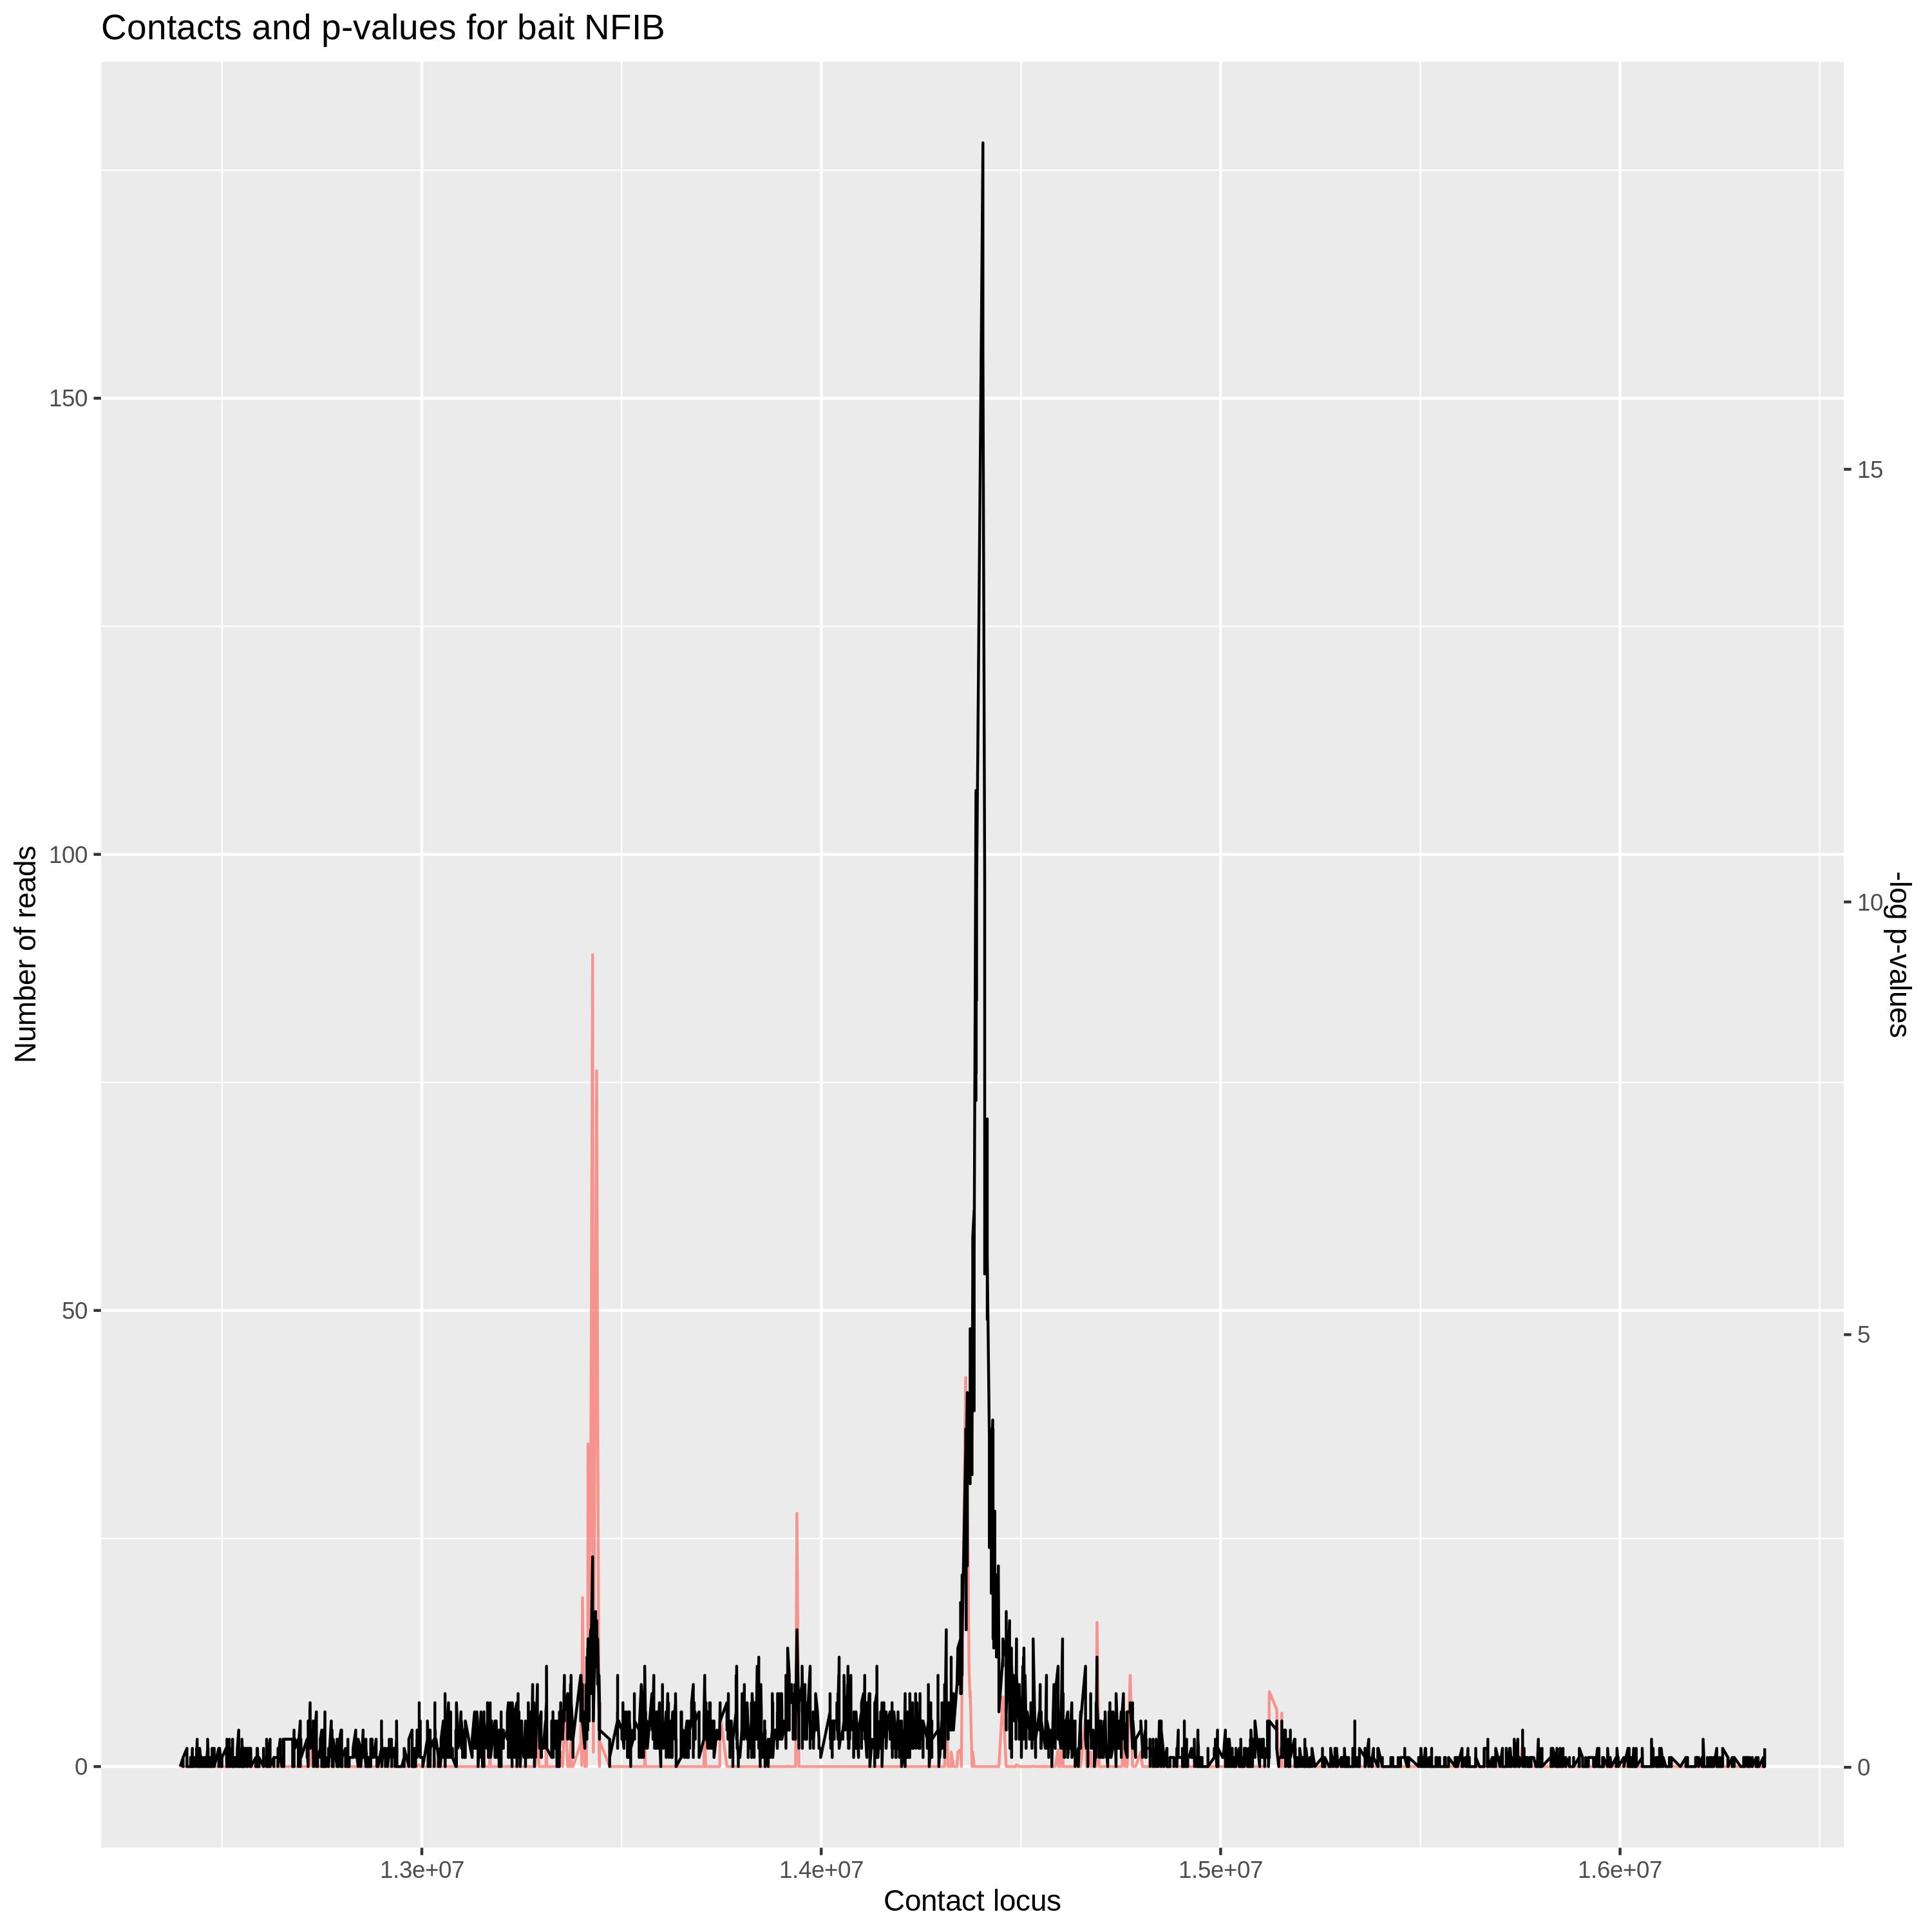 Contacts and p-values for bait NFIB
150
100
50
0
Number of reads
15
10
5
0
-log p-values
1.3e+07
1.4e+07
1.5e+07
1.6e+07
Contact locus